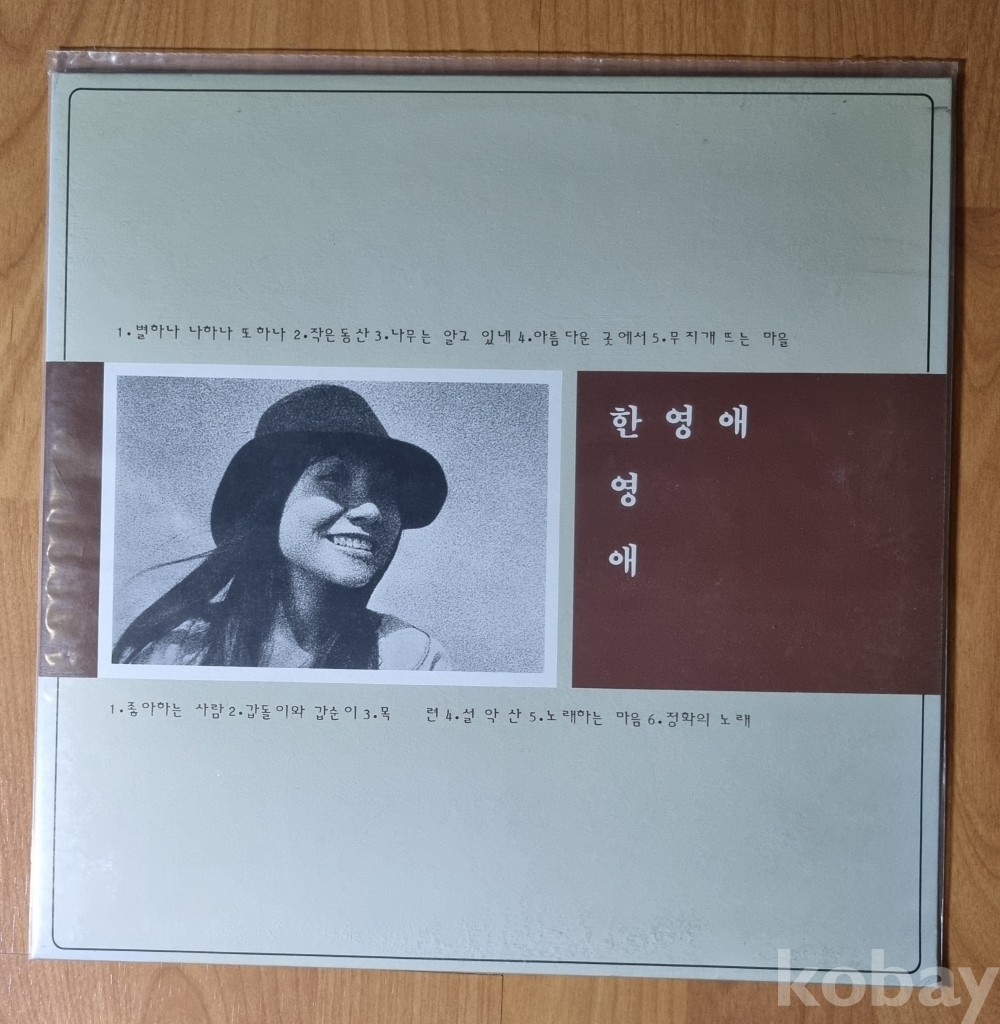 1.별하나 나하나 또하나 2.작은동산 3.나무는 알고 있네 4.아름다운 곳에서 5.무지개 뜨는 마을
한영애
영
애
1.좋아하는 사람 2.갑돌이와 갑순이 3.목 련 4.설악산 5.노래하는 마음 6.정화의 노래
kobay